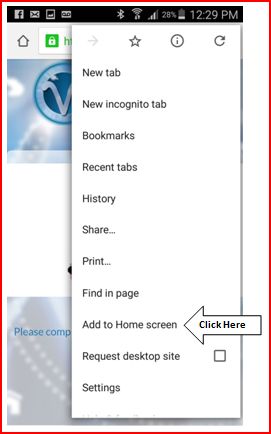 28% 12:29 PM
New tab
New incognito tab
Bookmarks
Recent tabs
History
Share...
Print...
Find in page
Add to Home screen
Click Here
Please comp
Request desktop site
Settings